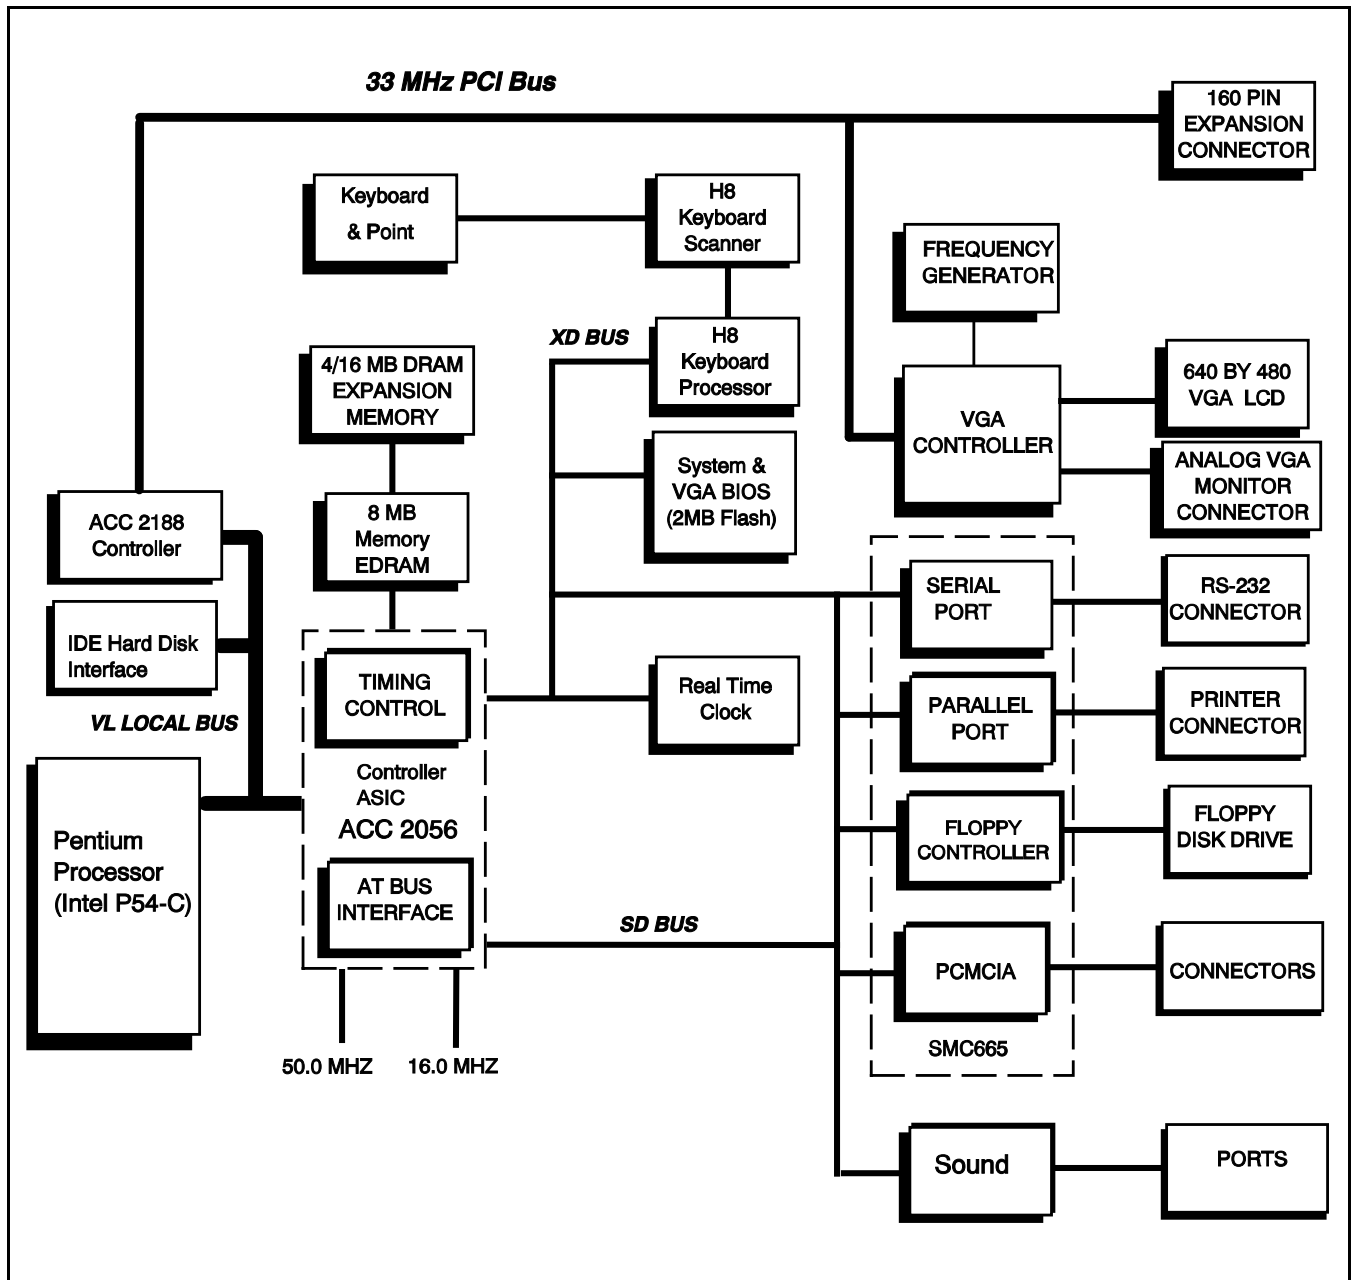 33 MHz PCI Bus
160 PIN
EXPANSION
CONNECTOR
Keyboard
& Point
H8
Keyboard
Scanner
FREQUENCY
GENERATOR
XD BUS
H8
Keyboard
Processor
4/16 MB DRAM
EXPANSION
MEMORY
640 BY 480
VGA LCD
VGA
CONTROLLER
System &
VGA BIOS
(2MB Flash)
ANALOG VGA
MONITOR
CONNECTOR
ACC 2188
Controller
8 MB
Memory
EDRAM
SERIAL
PORT
RS-232
CONNECTOR
IDE Hard Disk
Interface
TIMING
CONTROL
Real Time
Clock
PARALLEL
PORT
PRINTER
CONNECTOR
VL LOCAL BUS
Controller
ASIC
ACC 2056
Pentium
Processor
(Intel P54-C)
FLOPPY
CONTROLLER
FLOPPY
DISK DRIVE
AT BUS
INTERFACE
SD BUS
PCMCIA
CONNECTORS
SMC665
50.0 MHZ
16.0 MHZ
Sound
PORTS